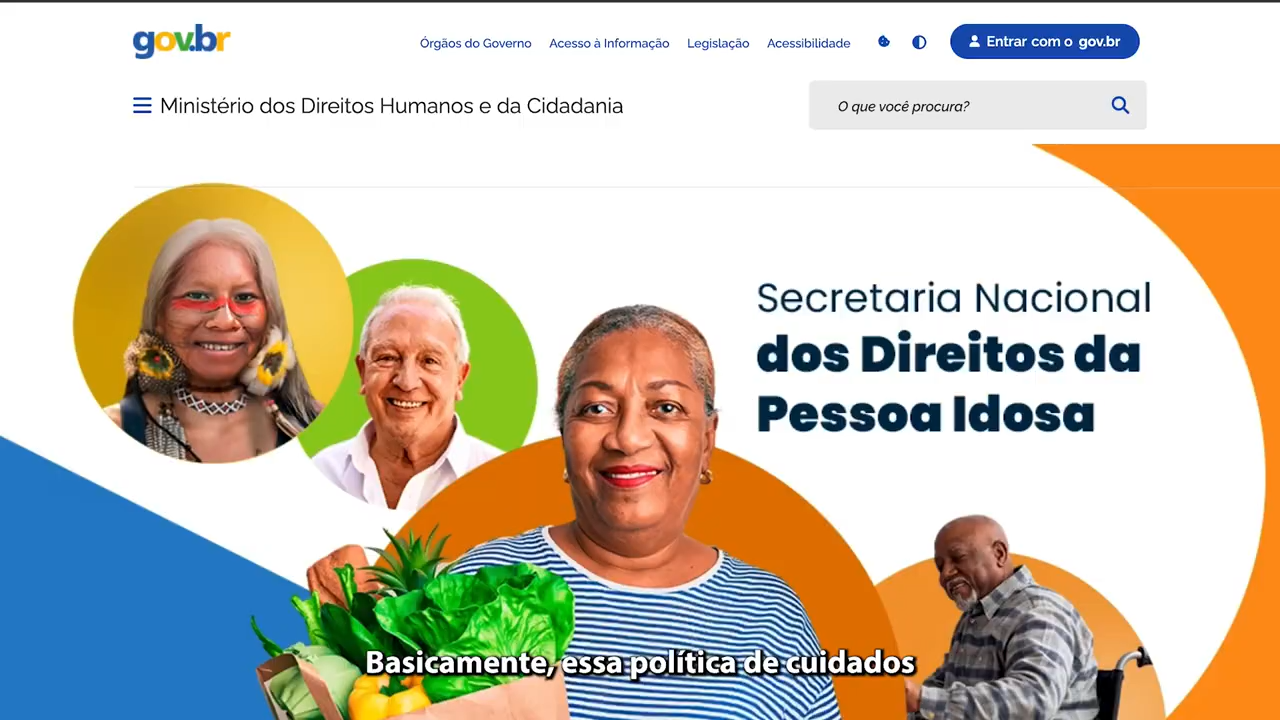 gov.br
Órgãos do Governo Acesso à Informação Legislação Acessibilidade
Entrar com o gov.br
Ministério dos Direitos Humanos e da Cidadania
O que você procura?
Secretaria Nacional
dos Direitos da
Pessoa Idosa
Basicamente, essa política de cuidados